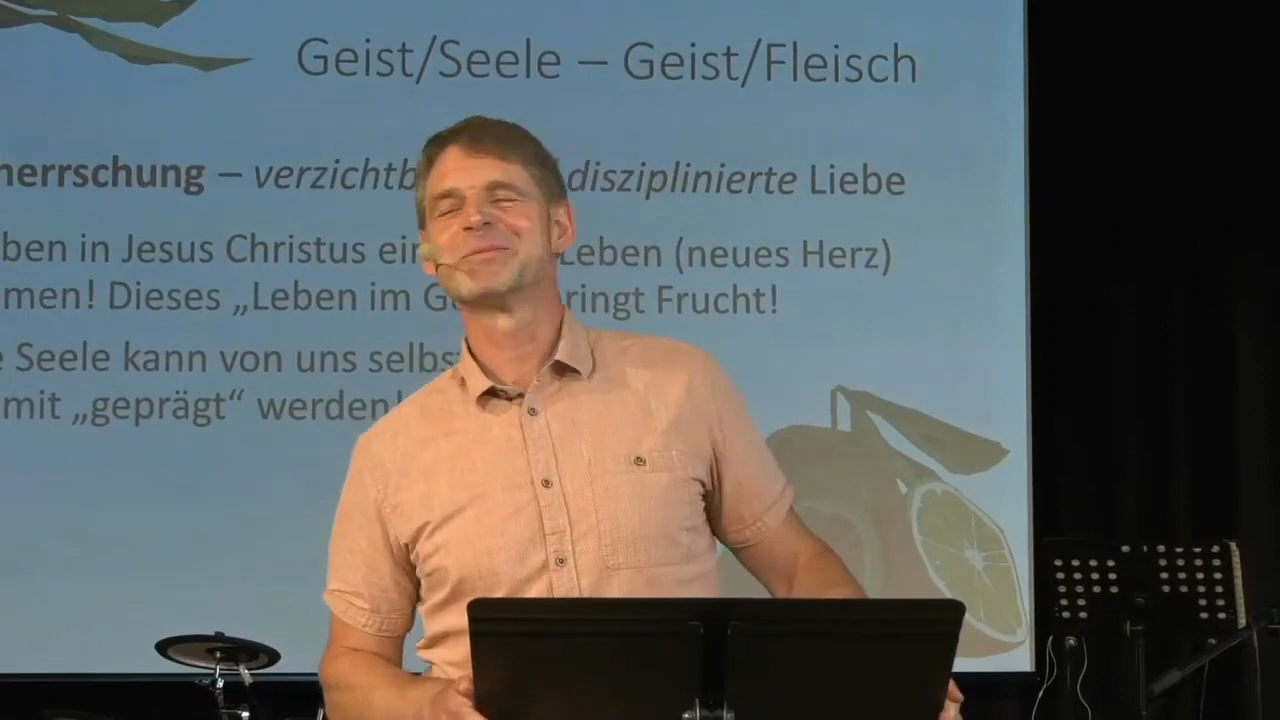 Geist/Seele – Geist/Fleisch
herrschung – verzichtb disziplinierte Liebe
ben in Jesus Christus ein Leben (neues Herz)
men! Dieses „Leben im G ringt Frucht!
e Seele kann von uns selbs
mit „geprägt“ werden!